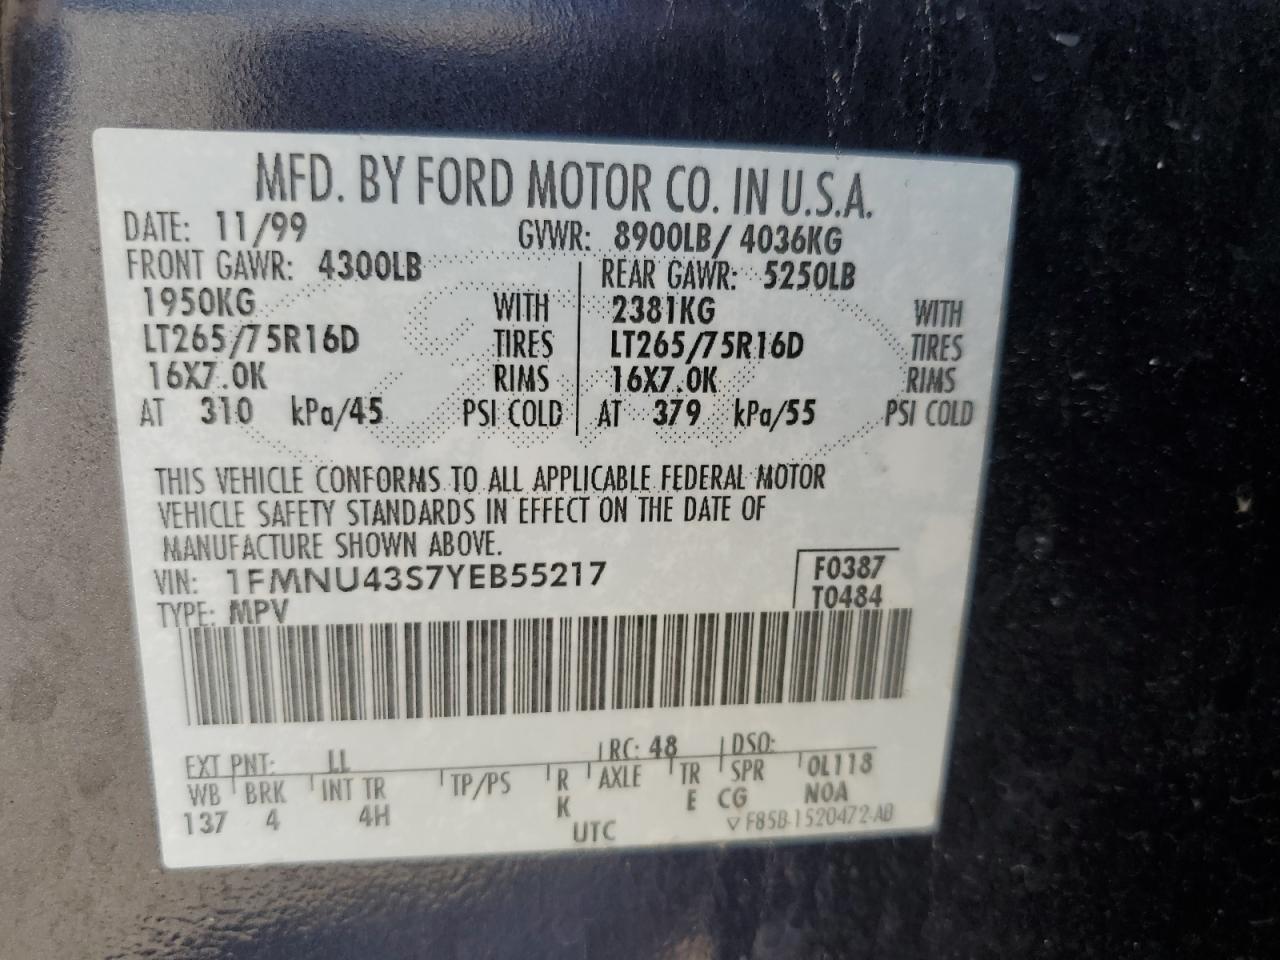 MFD. BY FORD MOTOR CO. IN U.S.A.
DATE: 11/99 GVWR: 8900LB/ 4036KG
FRONT GAWR: 4300LB REAR GAWR: 5250LB
1950KG WITH 2381KG WITH
LT265/75R16D TIRES LT265/75R16D TIRES
16X7.0K RIMS 16X7.0K RIMS
AT 310 kPa/45 PSI COLD AT 379 kPa/55 PSI COLD
THIS VEHICLE CONFORMS TO ALL APPLICABLE FEDERAL MOTOR
VEHICLE SAFETY STANDARDS IN EFFECT ON THE DATE OF
MANUFACTURE SHOWN ABOVE.
VIN: 1FMNU43S7YEB55217 F0387
TYPE: MPV T0484
EXT PNT: LL RC: 48 DSO:
WB BRK INT TR TP/PS R AXLE TR SPR 0L118
137 4 4H K E CG N0A
UTC ▽F85B-1520472-AB